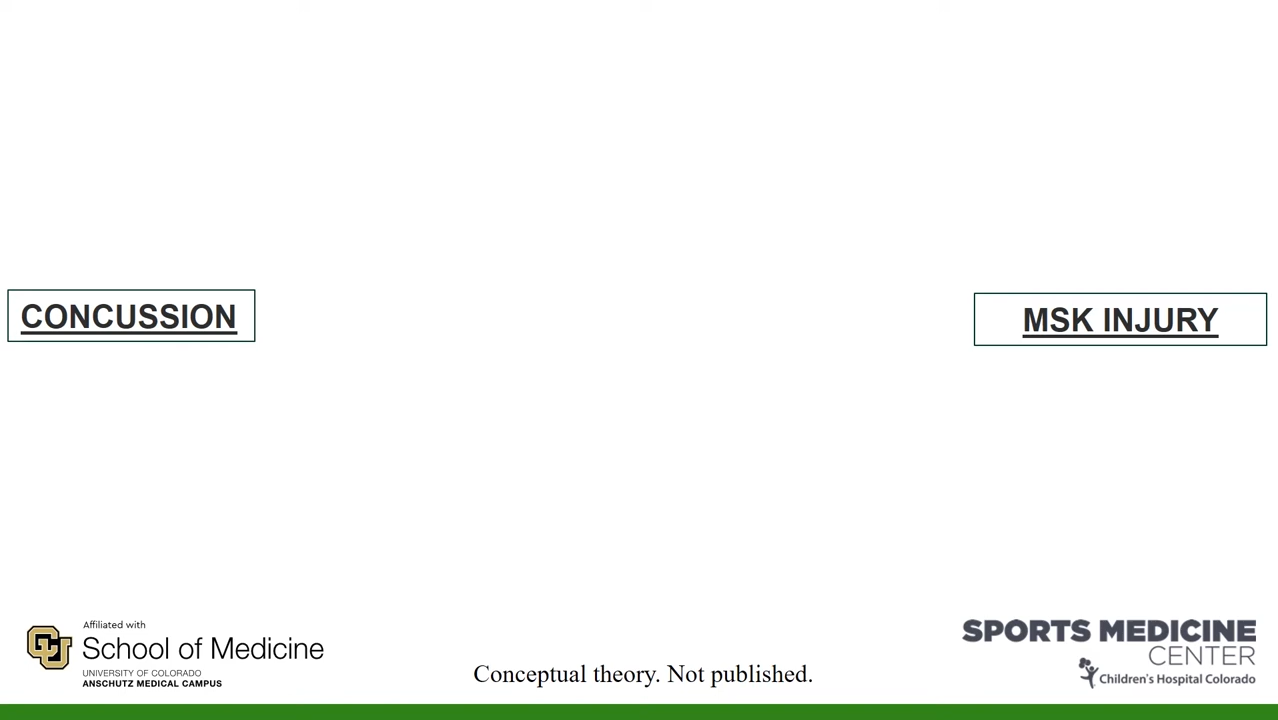 CONCUSSION
MSK INJURY
Affiliated with
School of Medicine
UNIVERSITY OF COLORADO
ANSCHUTZ MEDICAL CAMPUS
Conceptual theory. Not published.
SPORTS MEDICINE
CENTER
Children's Hospital Colorado